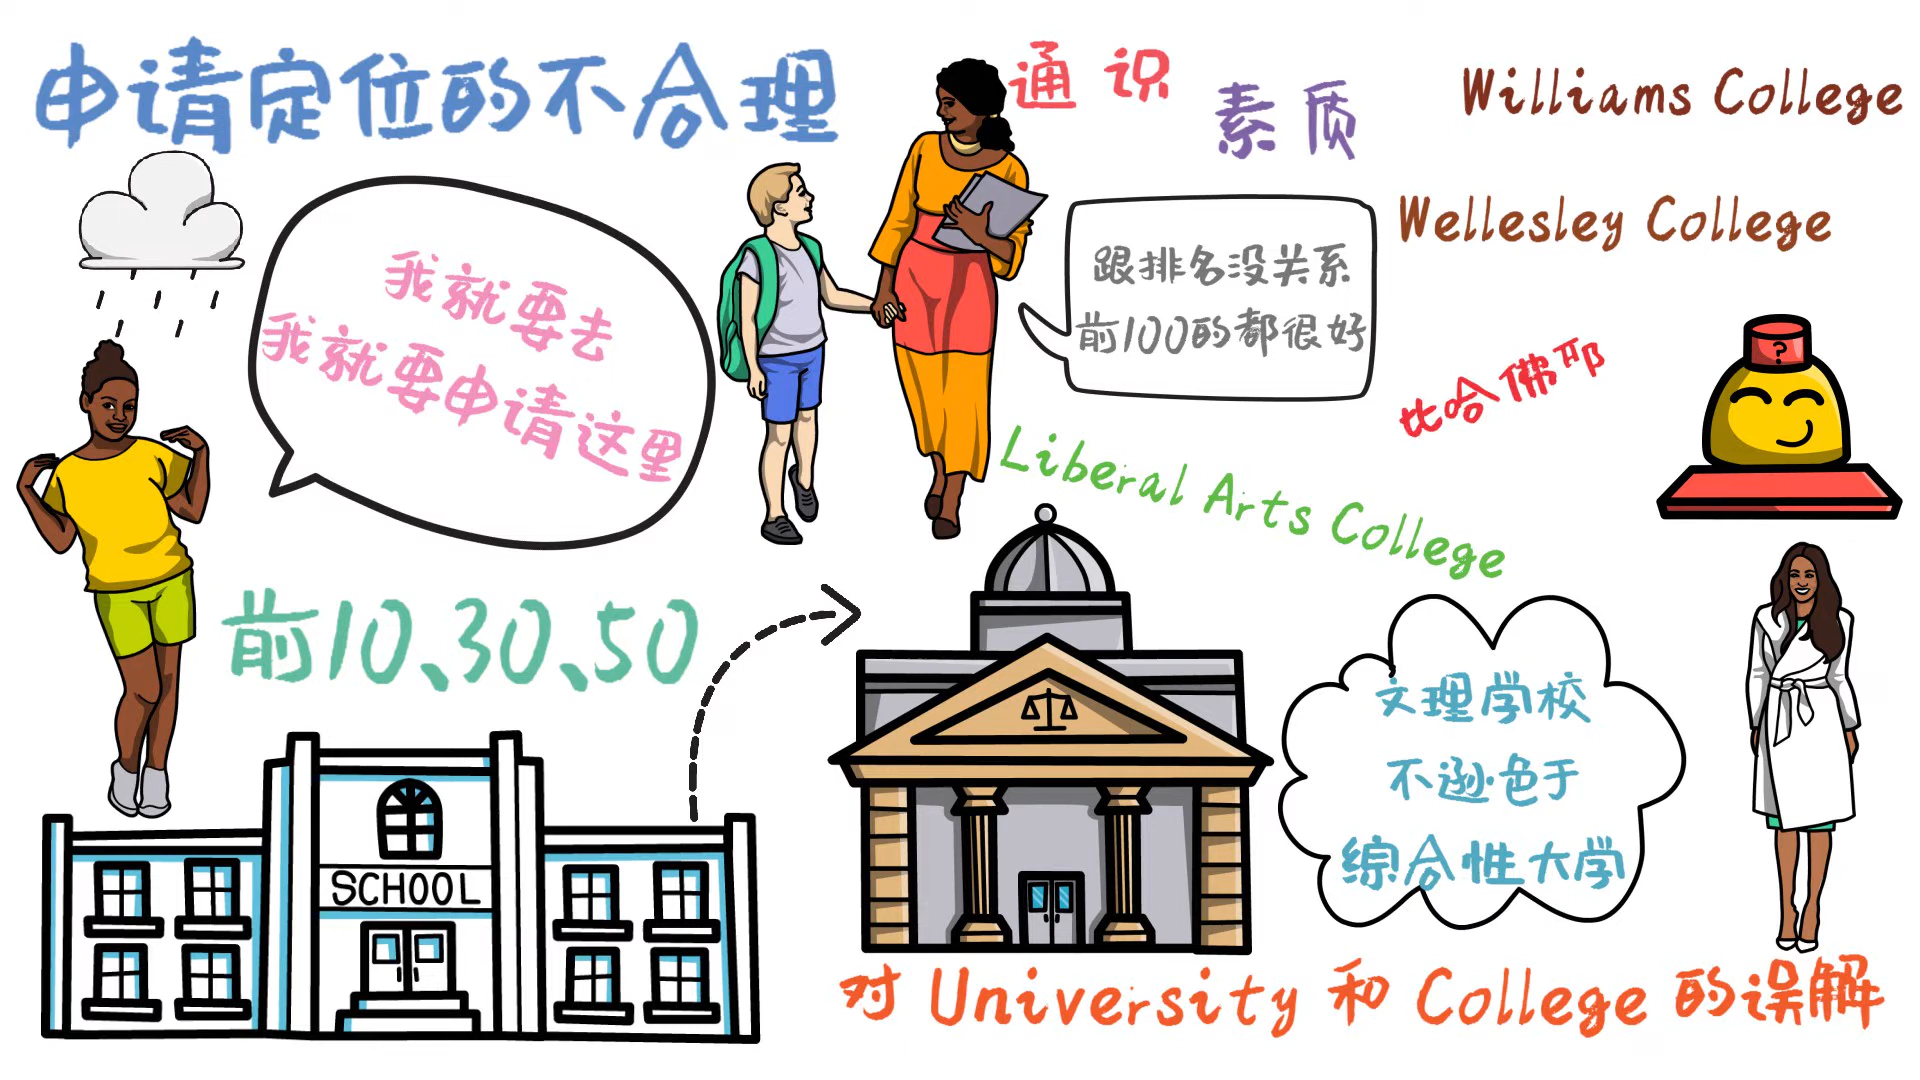 申请定位的不合理
通识
素质
Williams College
Wellesley College
我就要去
我就要申请这里
跟排名没关系
前100的都很好
?
比哈佛耶
Liberal Arts College
前10、30、50
文理学校
不逊色于
综合性大学
SCHOOL
对 University 和 College 的误解